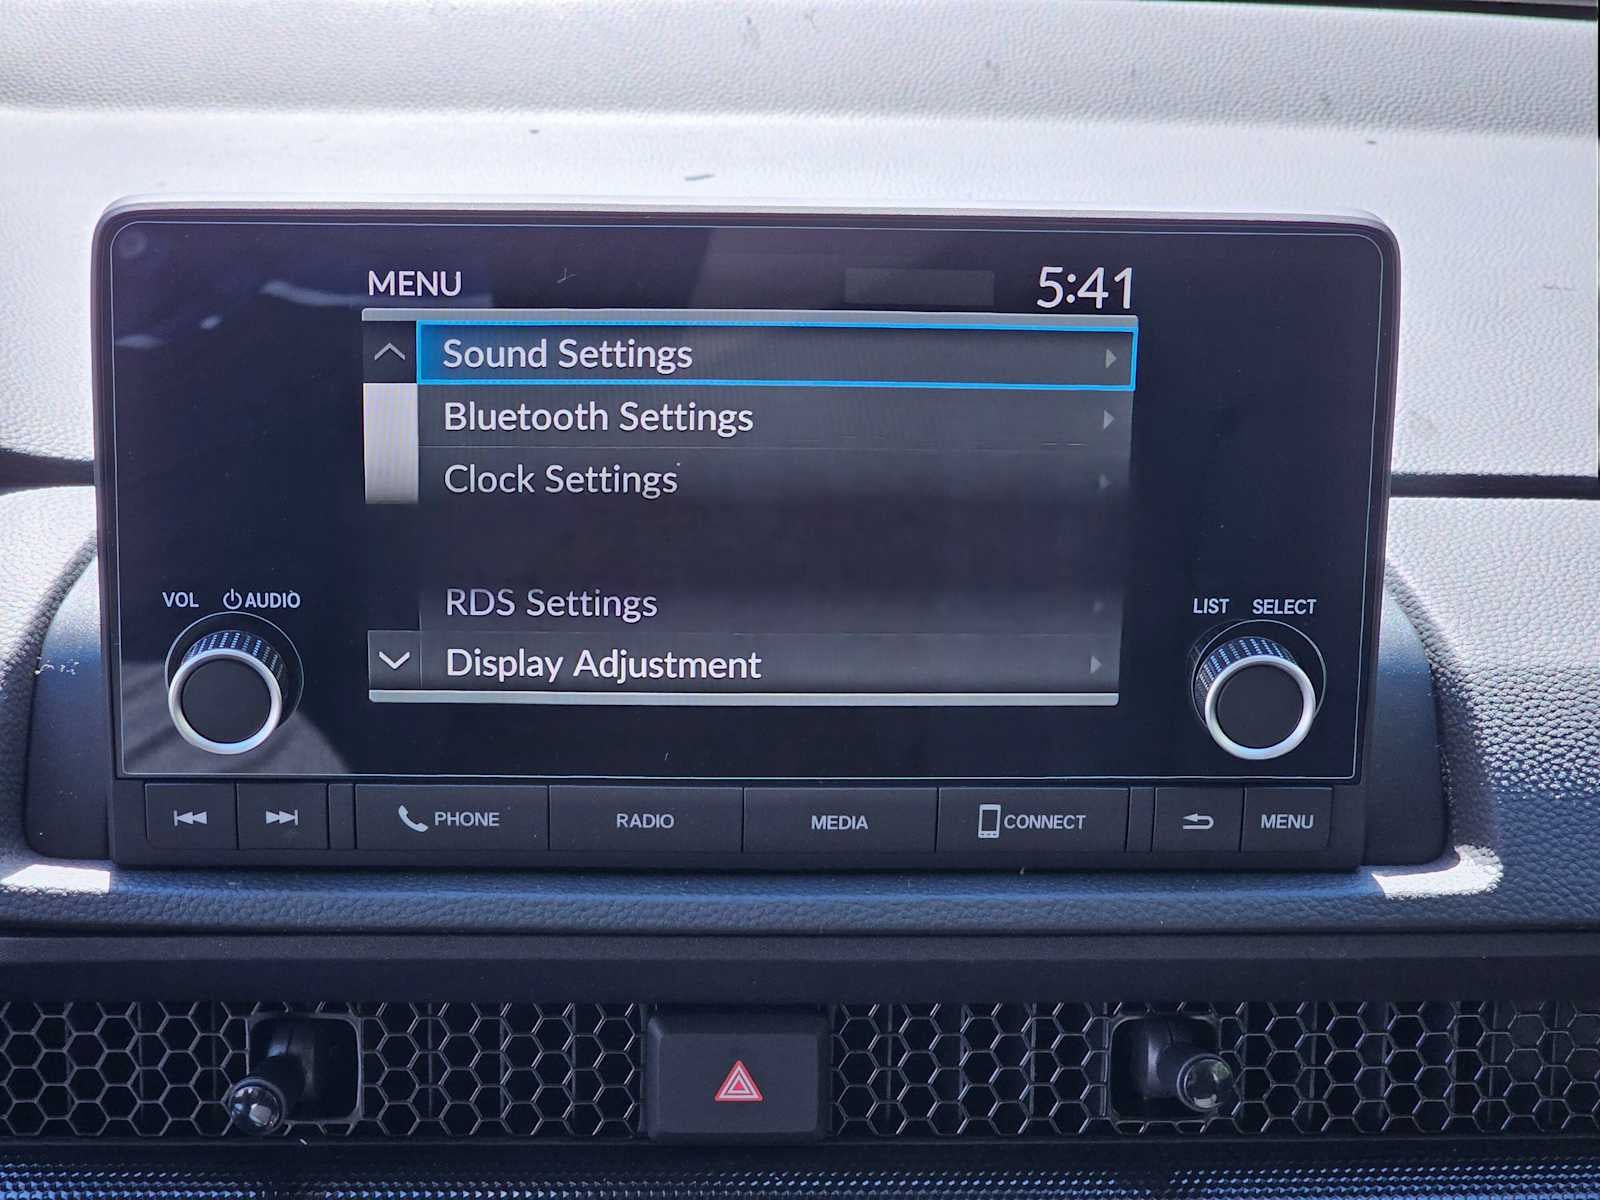 MENU 5:41
Sound Settings
Bluetooth Settings
Clock Settings
RDS Settings
Display Adjustment
VOL AUDIO
LIST SELECT
PHONE RADIO MEDIA CONNECT MENU